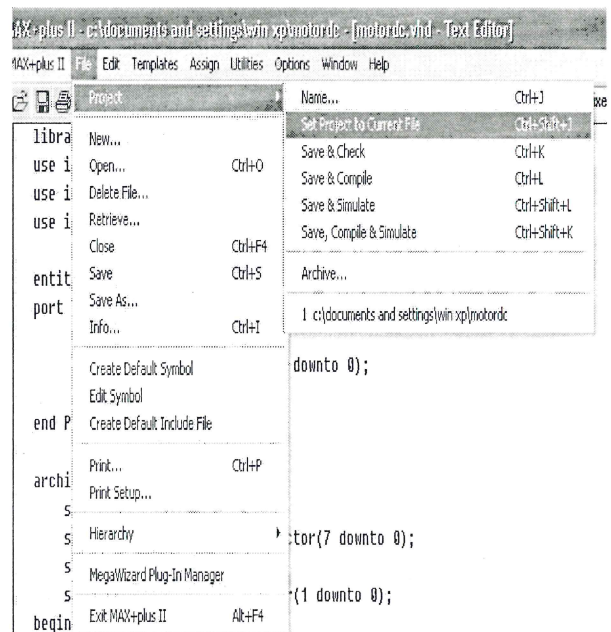 MAX+plus II - c:\documents and settings\win xp\motordc - [motordc.vhd - Text Editor]
MAX+plus II File Edit Templates Assign Utilities Options Window Help
Project
Name... Ctrl+J
Set Project to Current File Ctrl+Shift+J
Save & Check Ctrl+K
Save & Compile Ctrl+L
Save & Simulate Ctrl+Shift+L
Save, Compile & Simulate Ctrl+Shift+K
Archive...
1 c:\documents and settings\win xp\motordc
New...
Open... Ctrl+O
Delete File...
Retrieve...
Close Ctrl+F4
Save Ctrl+S
Save As...
Info... Ctrl+I
Create Default Symbol
Edit Symbol
Create Default Include File
Print... Ctrl+P
Print Setup...
Hierarchy
MegaWizard Plug-In Manager
Exit MAX+plus II Alt+F4
libra
use i
use i
use i
entit
port
downto 0);
end P
archi
s
s ctor(7 downto 0);
s
s (1 downto 0);
begin